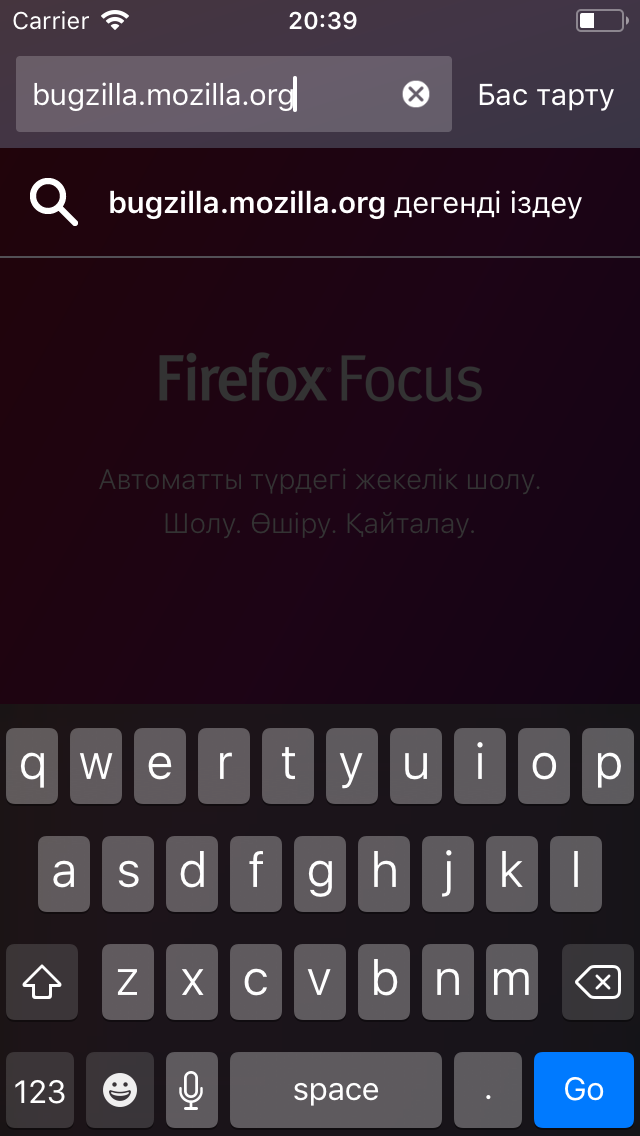 Carrier 20:39
bugzilla.mozilla.org Бас тарту
bugzilla.mozilla.org дегенді іздеу
Firefox Focus
Автоматты түрдегі жекелік шолу.
Шолу. Өшіру. Қайталау.
q w e r t y u i o p
a s d f g h j k l
z x c v b n m
123 space . Go